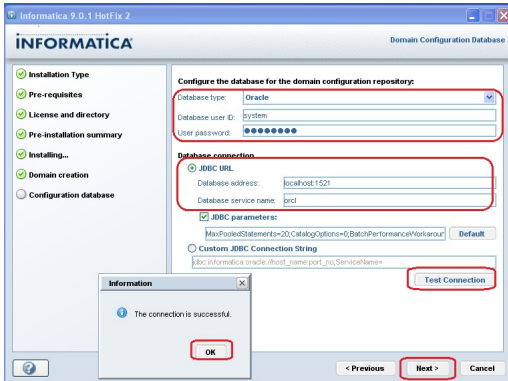 Informatica 9.0.1 HotFix 2
INFORMATICA
Domain Configuration Database
Installation Type
Pre-requisites
License and directory
Pre-installation summary
Installing...
Domain creation
Configuration database
Configure the database for the domain configuration repository:
Database type: Oracle
Database user ID: system
User password:
Database connection
JDBC URL
Database address: localhost:1521
Database service name: orcl
JDBC parameters:
MaxPooledStatements=20;CatalogOptions=0;BatchPerformanceWorkaroun Default
Custom JDBC Connection String
jdbc:informatica:oracle://host_name:port_no;ServiceName=
Test Connection
Information
The connection is successful.
OK
< Previous Next > Cancel